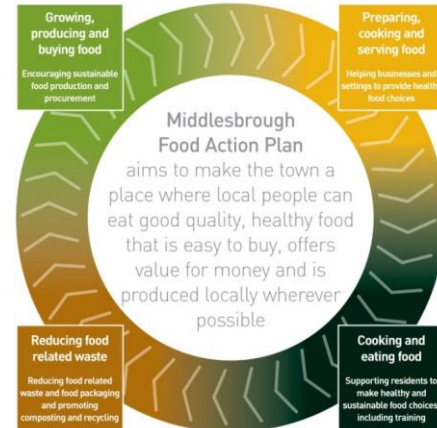 Growing,
producing and
buying food
Encouraging sustainable
food production and
procurement
Preparing,
cooking and
serving food
Helping businesses and
settings to provide health
food choices
Middlesbrough
Food Action Plan
aims to make the town a
place where local people can
eat good quality, healthy food
that is easy to buy, offers
value for money and is
produced locally wherever
possible
Reducing food
related waste
Reducing food related
waste and food packaging
and promoting
composting and recycling
Cooking and
eating food
Supporting residents to
make healthy and
sustainable food choices
including training